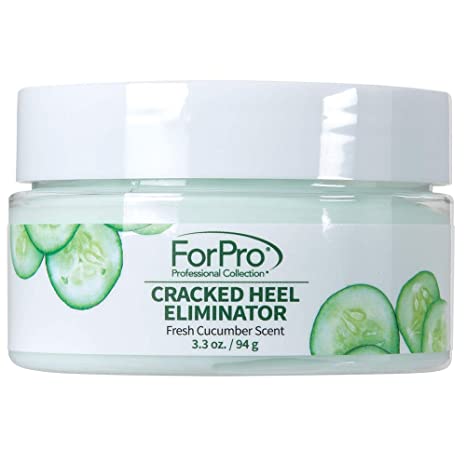 ForPro®
Professional Collection®
CRACKED HEEL
ELIMINATOR
Fresh Cucumber Scent
3.3 oz. / 94 g